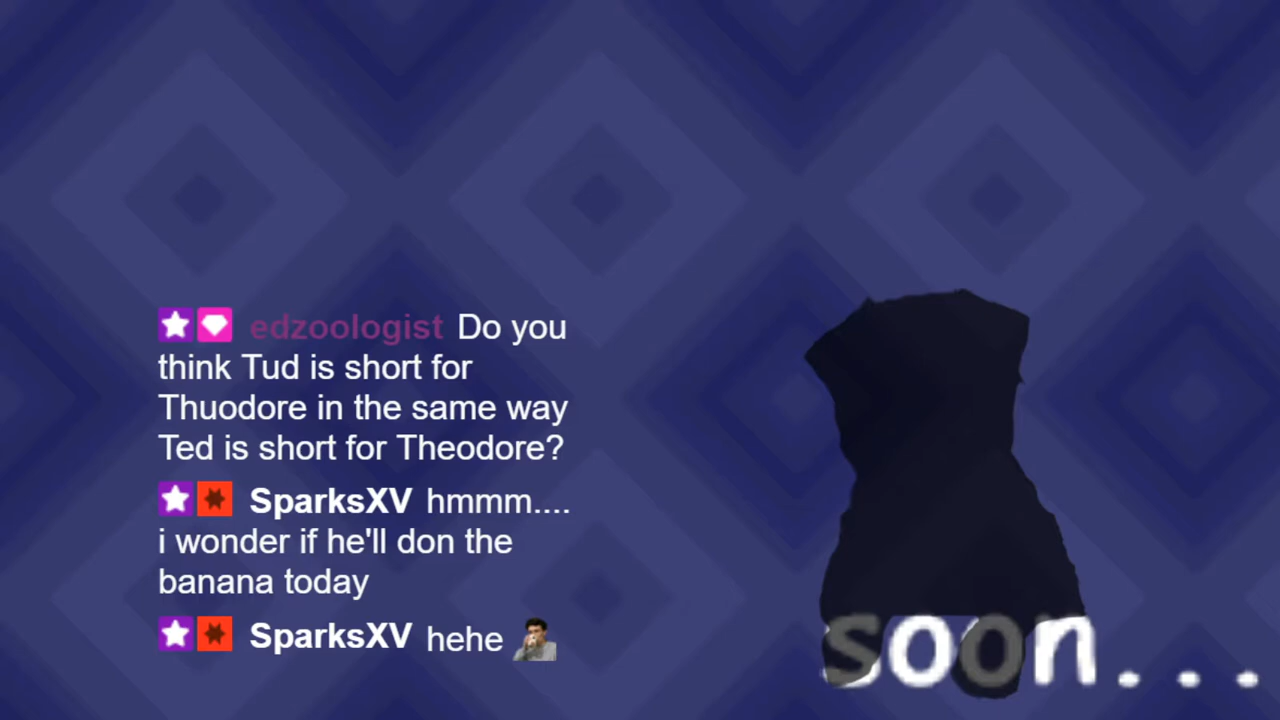 edzoologist Do you
think Tud is short for
Thuodore in the same way
Ted is short for Theodore?
SparksXV hmmm....
i wonder if he'll don the
banana today
SparksXV hehe
soon...